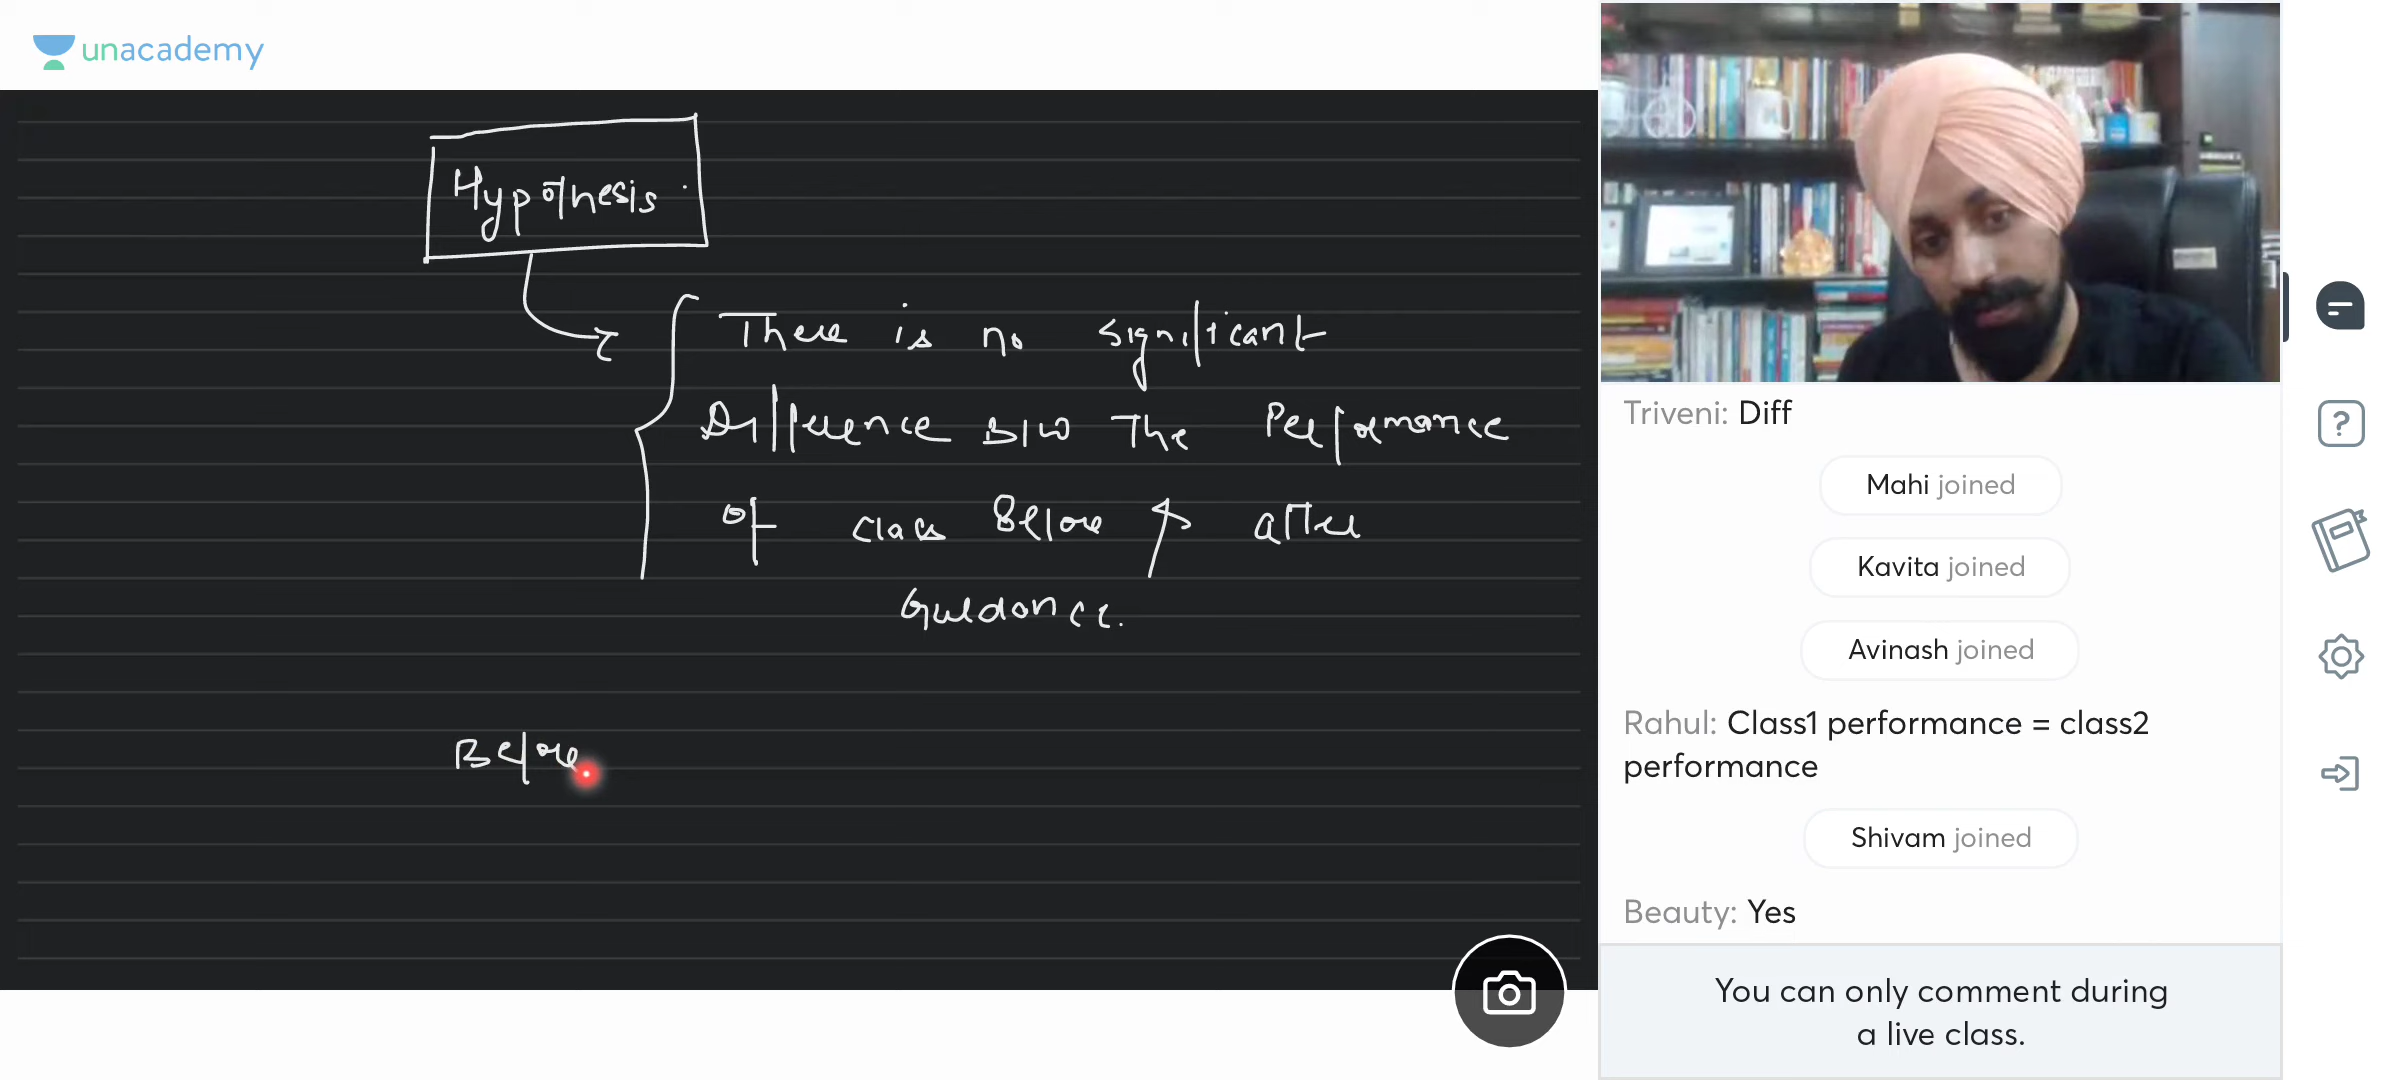 unacademy
Hypothesis.
There is no significant
Difference B/w The Performance
of class Before & after
Guidance.
Before
Triveni: Diff
Mahi joined
Kavita joined
Avinash joined
Rahul: Class1 performance = class2
performance
Shivam joined
Beauty: Yes
You can only comment during
a live class.
?